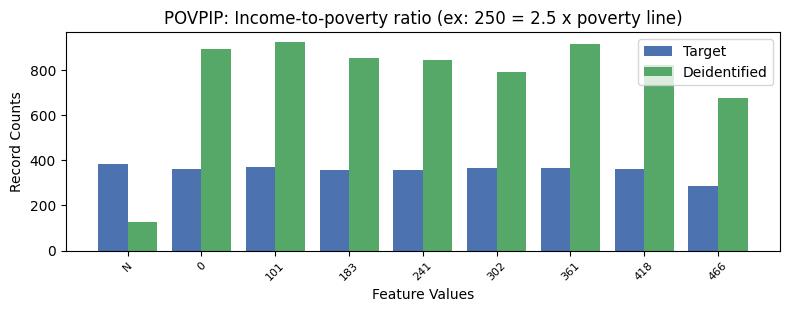 POVPIP: Income-to-poverty ratio (ex: 250 = 2.5 x poverty line)
Target
Deidentified
Record Counts
800
600
400
200
0
N 0 101 183 241 302 361 418 466
Feature Values